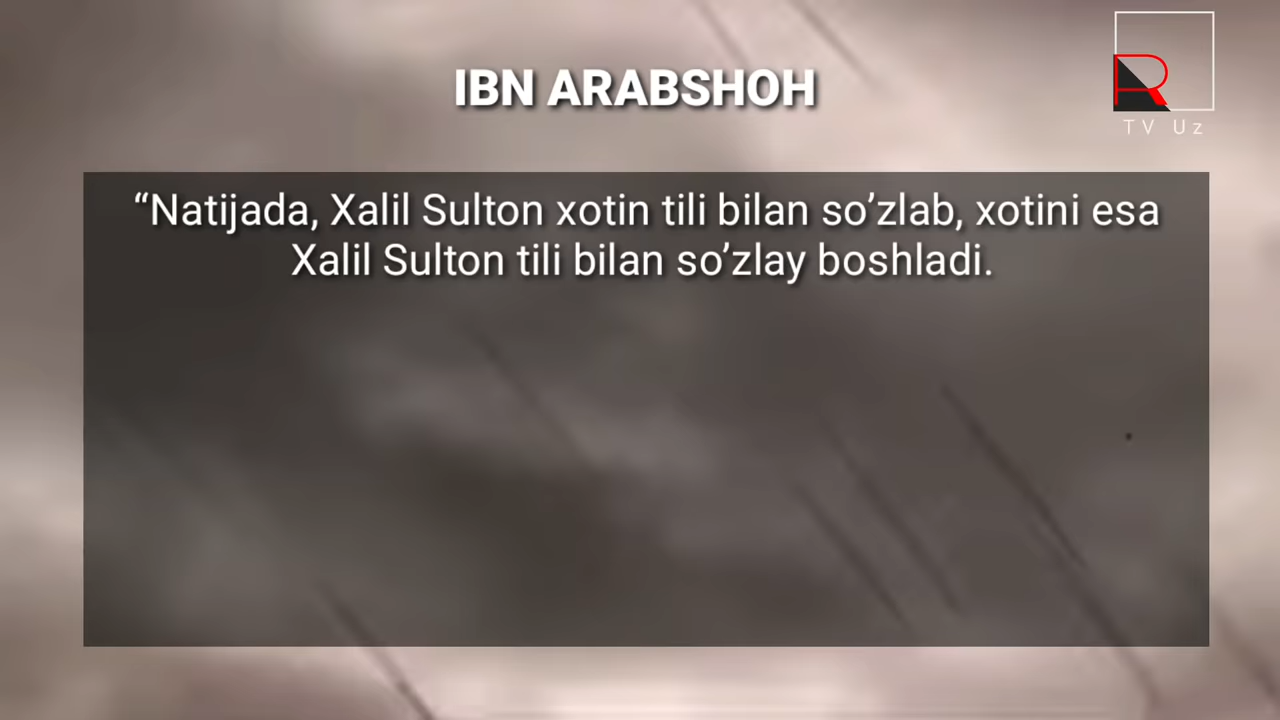 IBN ARABSHOH
R
TV Uz
“Natijada, Xalil Sulton xotin tili bilan so’zlab, xotini esa
Xalil Sulton tili bilan so’zlay boshladi.